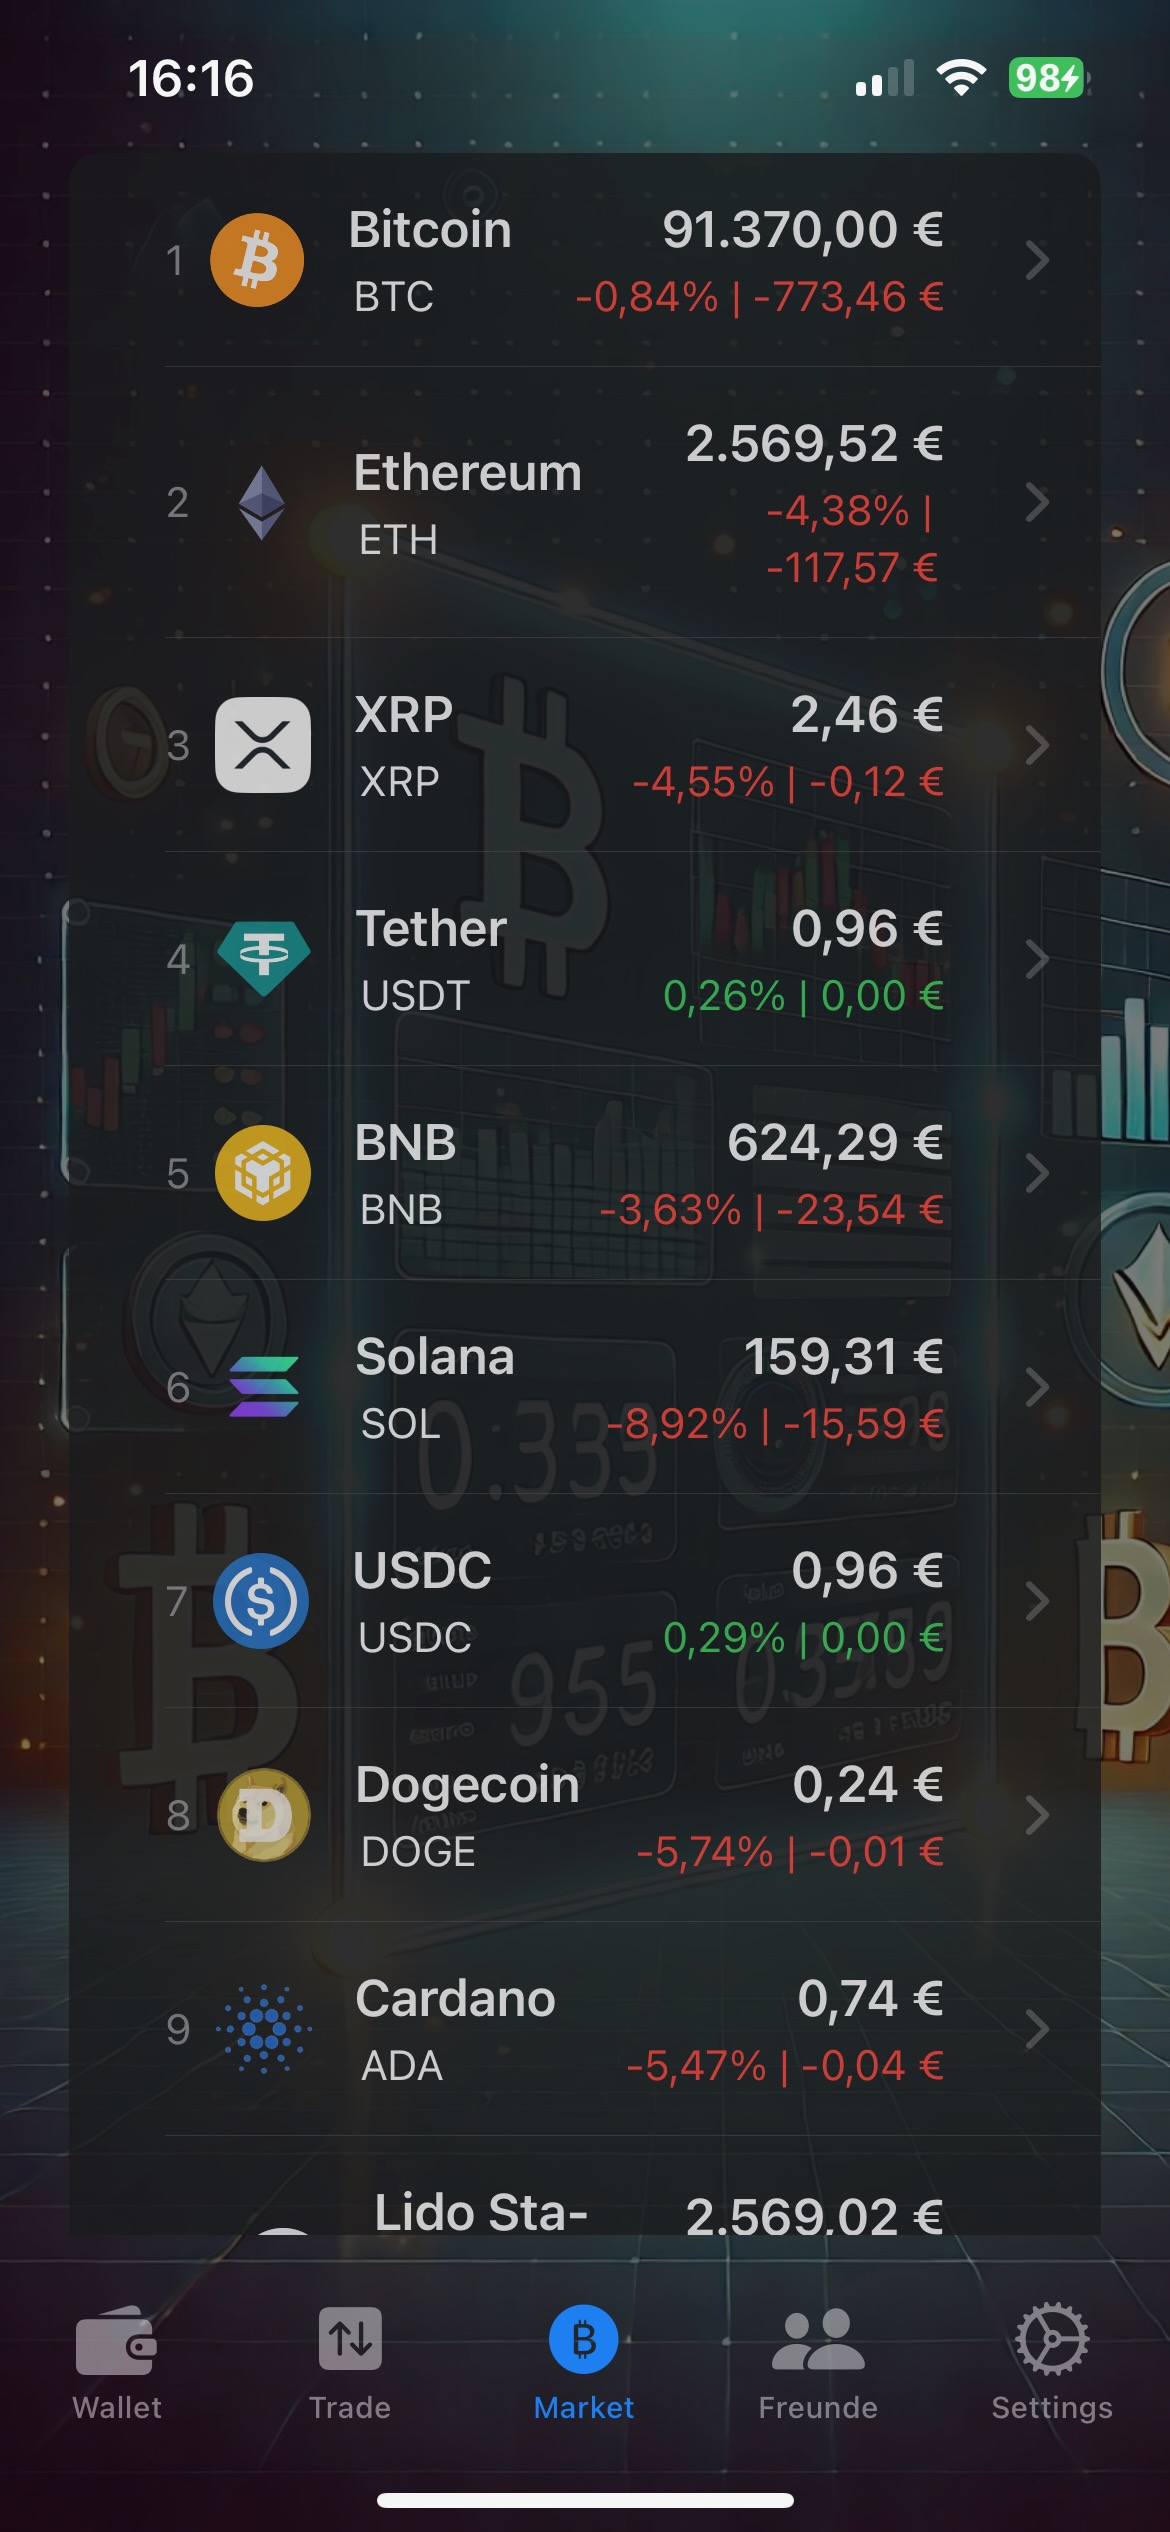 16:16
98
1
Bitcoin
91.370,00 €
BTC
-0,84% | -773,46 €
2
Ethereum
2.569,52 €
ETH
-4,38% |
-117,57 €
3
XRP
2,46 €
XRP
-4,55% | -0,12 €
4
Tether
0,96 €
USDT
0,26% | 0,00 €
5
BNB
624,29 €
BNB
-3,63% | -23,54 €
6
Solana
159,31 €
SOL
-8,92% | -15,59 €
0.333
7
USDC
0,96 €
USDC
0,29% | 0,00 €
955
8
Dogecoin
0,24 €
DOGE
-5,74% | -0,01 €
9
Cardano
0,74 €
ADA
-5,47% | -0,04 €
Lido Sta-
2.569,02 €
Wallet
Trade
Market
Freunde
Settings